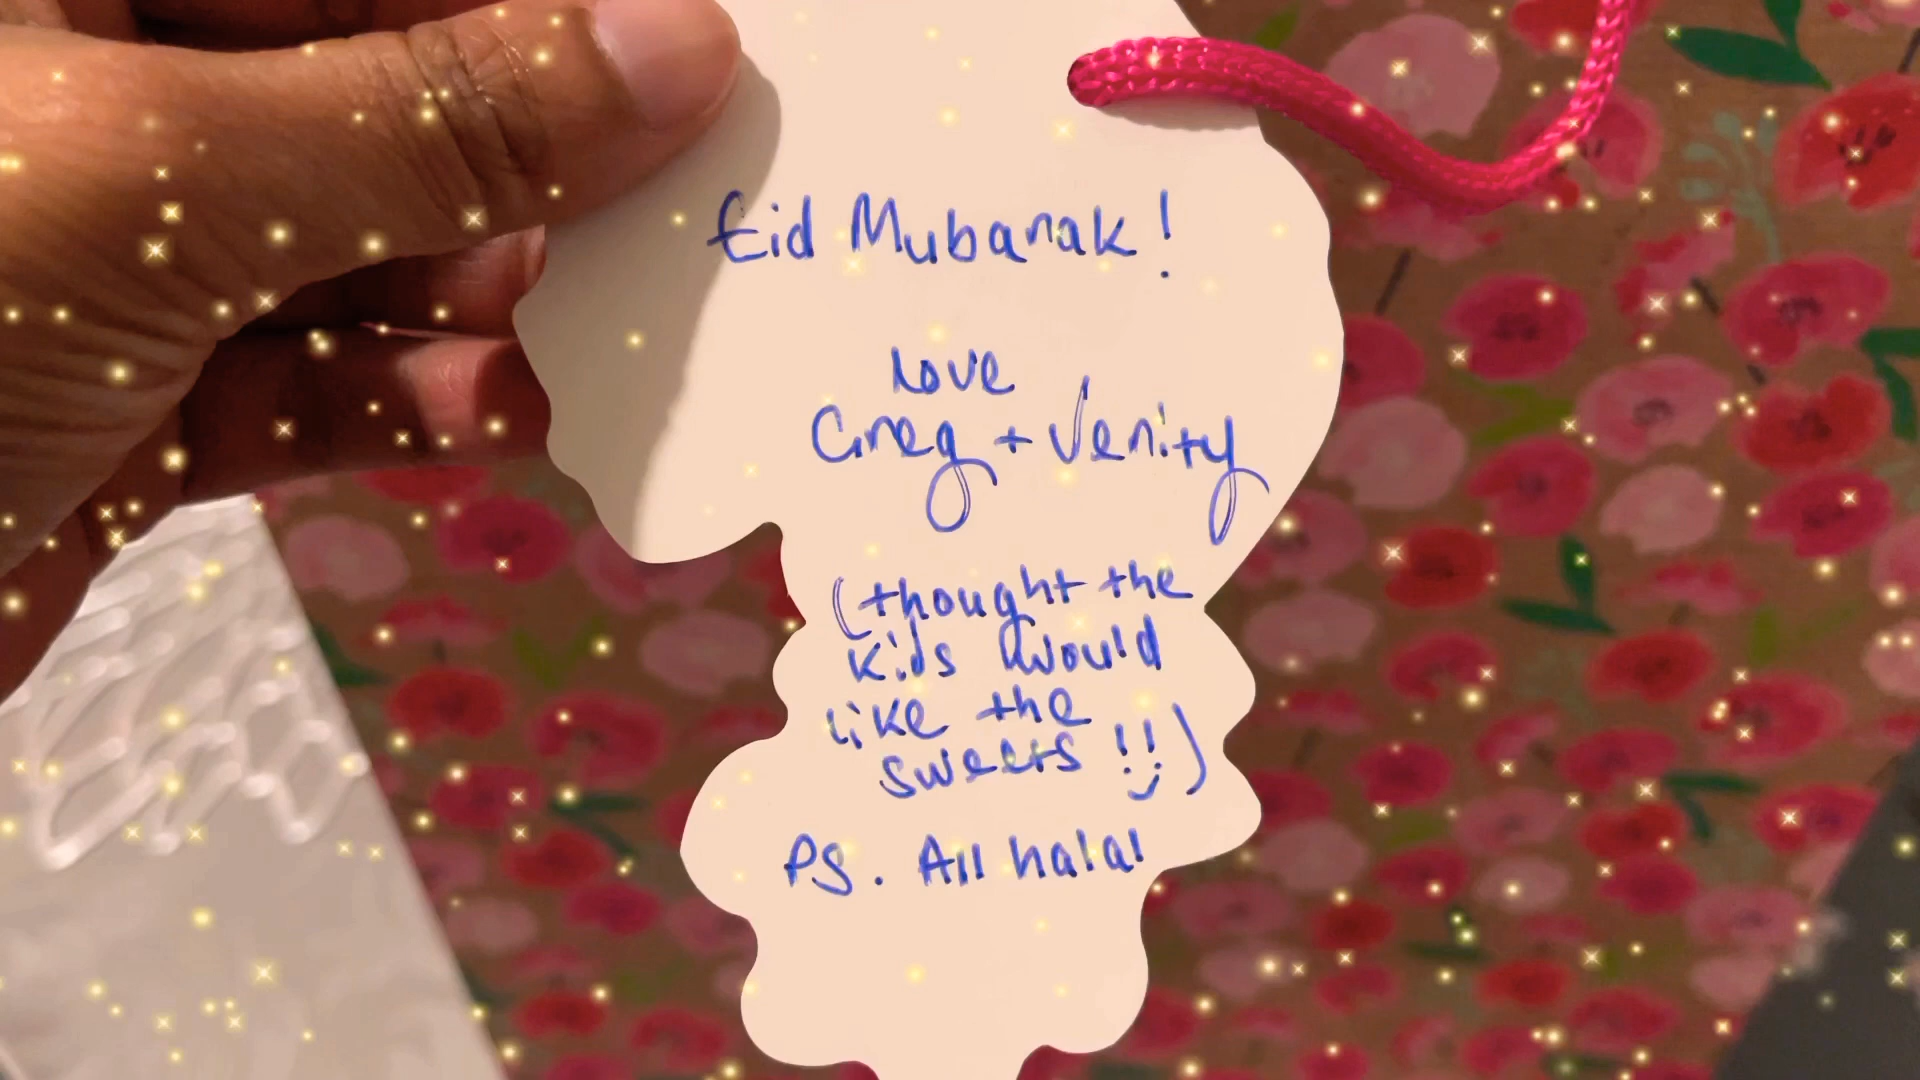 Eid Mubarak!
love
Greg + Verity
(thought the
kids would
like the
sweets!!)
PS. All halal